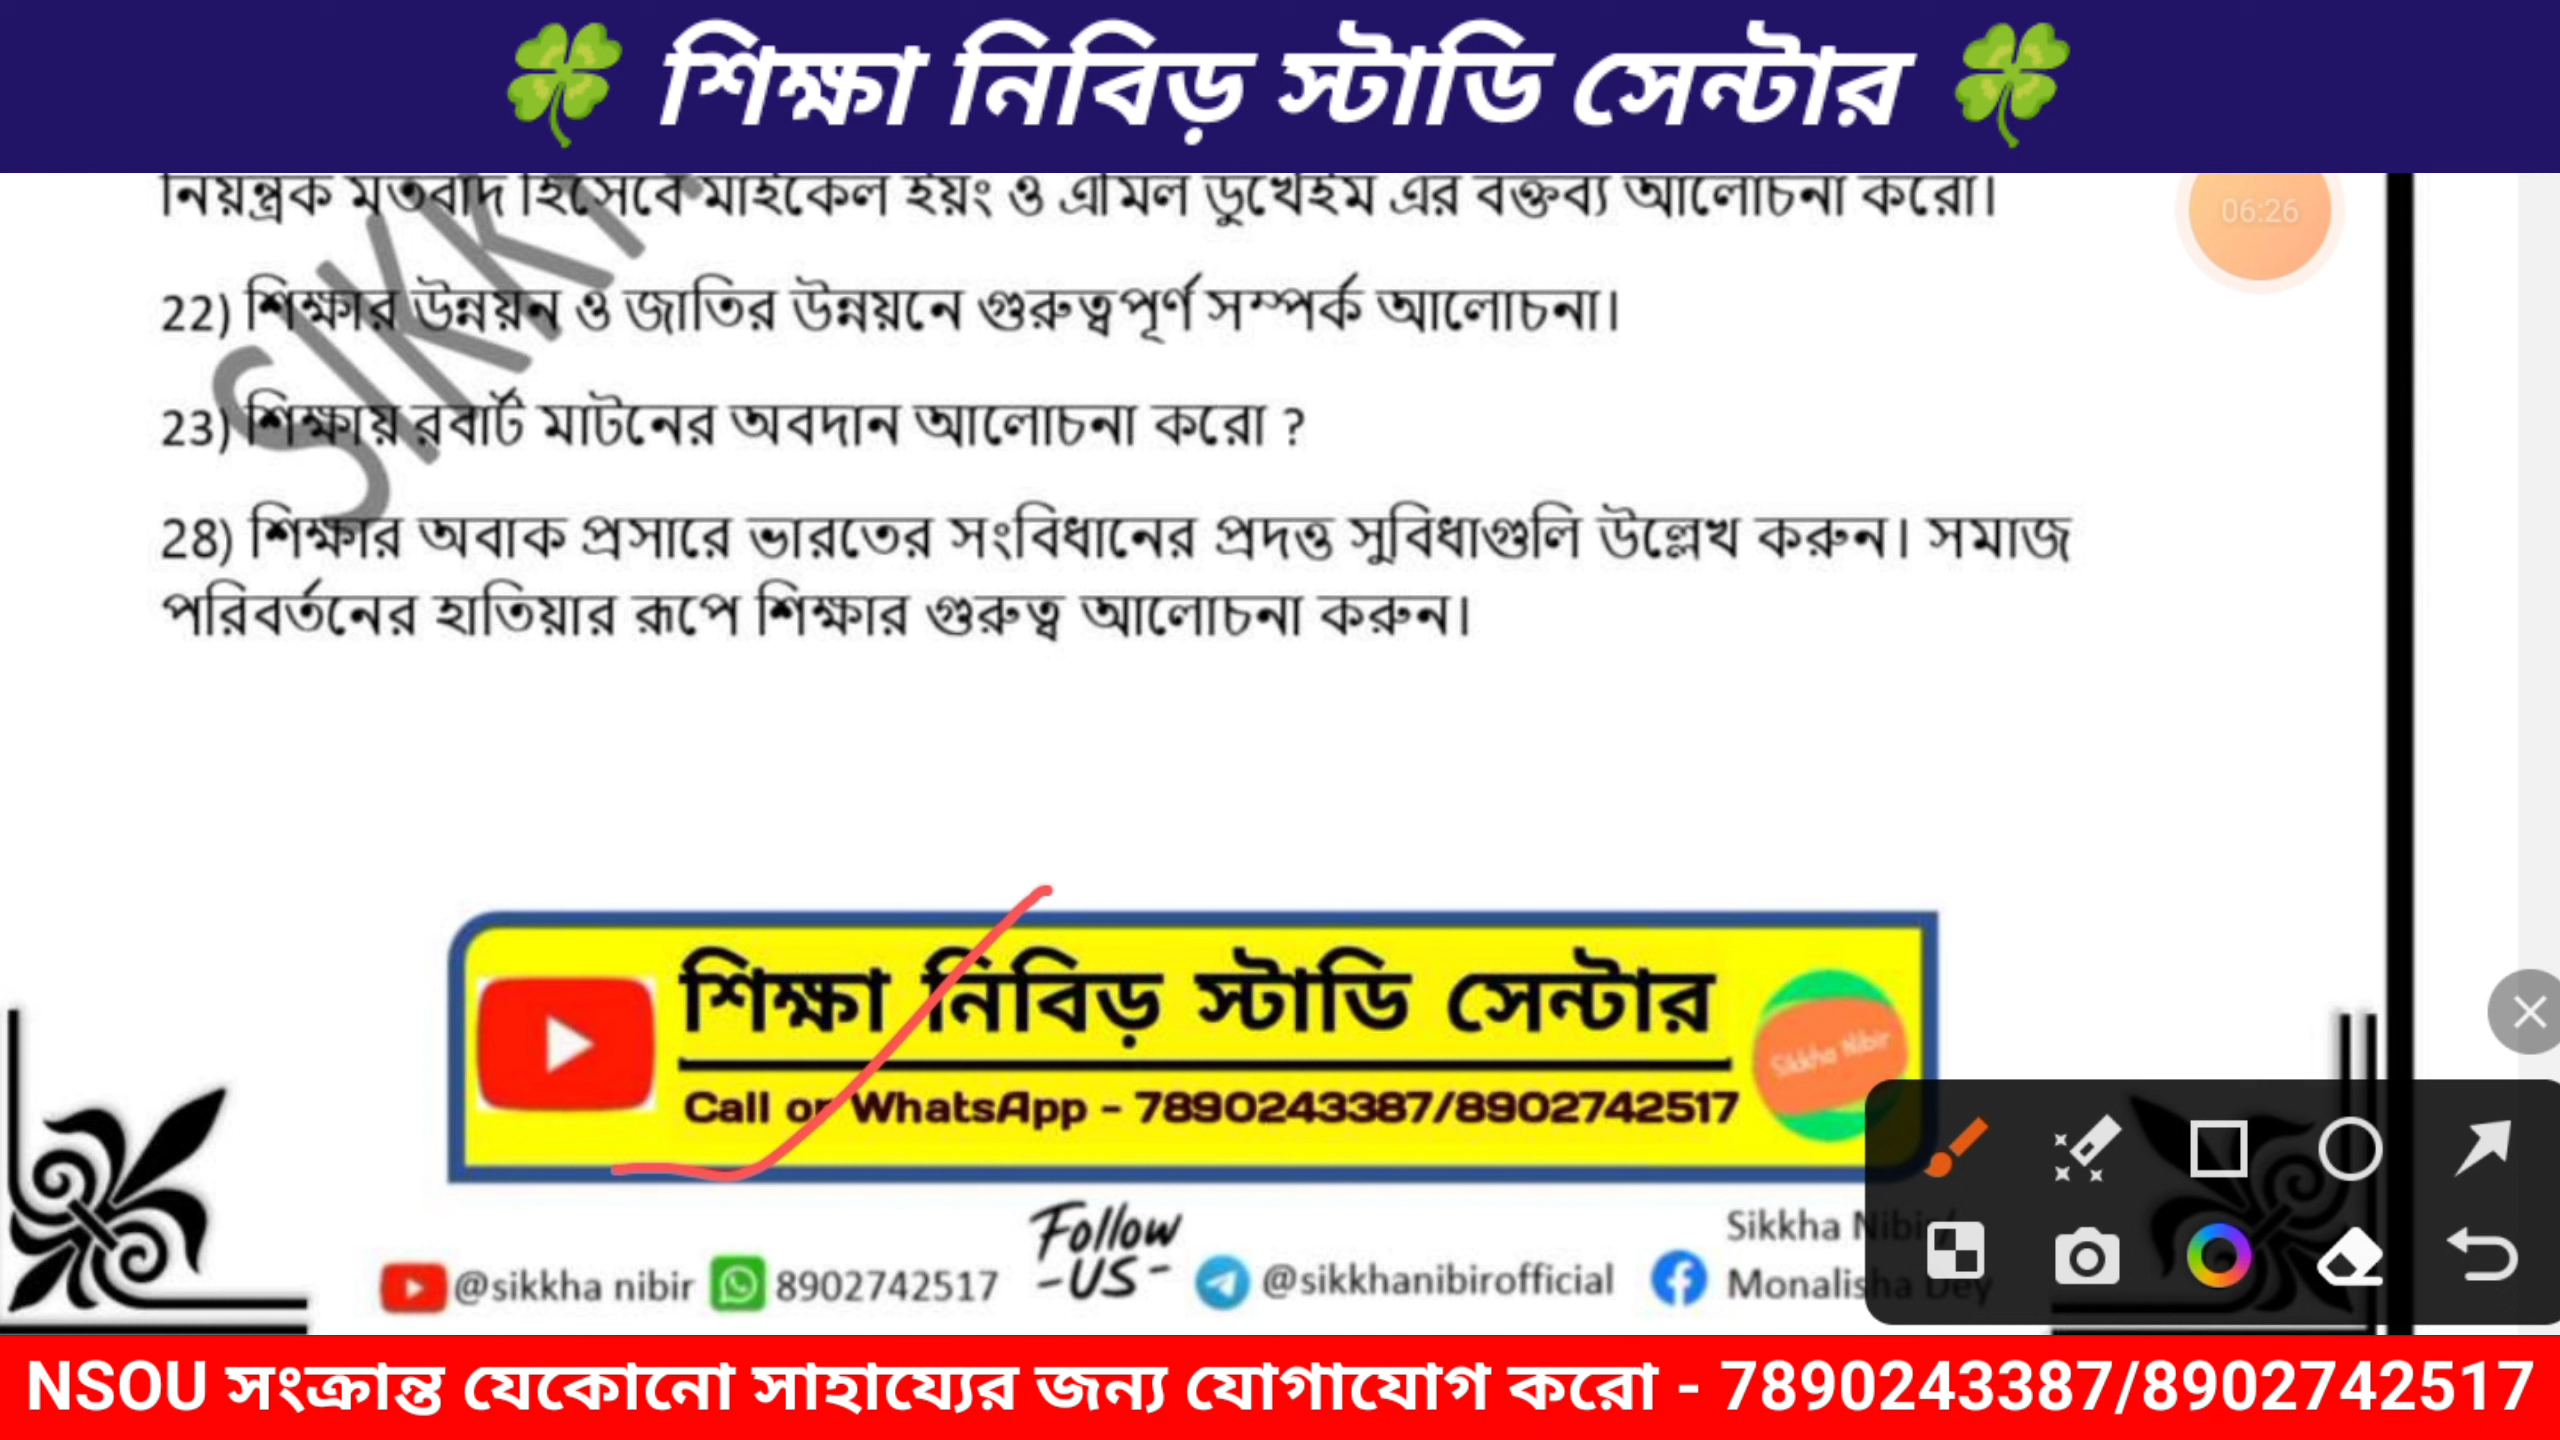 শিক্ষা নিবিড় স্টাডি সেন্টার
নিয়ন্ত্রক মতবাদ হিসেবে মাইকেল ইয়ং ও এমিল ডুর্খেইম এর বক্তব্য আলোচনা করো।
06:26
22) শিক্ষার উন্নয়ন ও জাতির উন্নয়নে গুরুত্বপূর্ণ সম্পর্ক আলোচনা।
23) শিক্ষায় রবার্ট মার্টনের অবদান আলোচনা করো ?
28) শিক্ষার অবাক প্রসারে ভারতের সংবিধানের প্রদত্ত সুবিধাগুলি উল্লেখ করুন। সমাজ
পরিবর্তনের হাতিয়ার রূপে শিক্ষার গুরুত্ব আলোচনা করুন।
শিক্ষা নিবিড় স্টাডি সেন্টার
Call or WhatsApp - 7890243387/8902742517
Sikkha Nibir
Follow
-US-
@sikkha nibir 8902742517 @sikkhanibirofficial
Sikkha Nibir/
Monalisha Dey
NSOU সংক্রান্ত যেকোনো সাহায্যের জন্য যোগাযোগ করো - 7890243387/8902742517